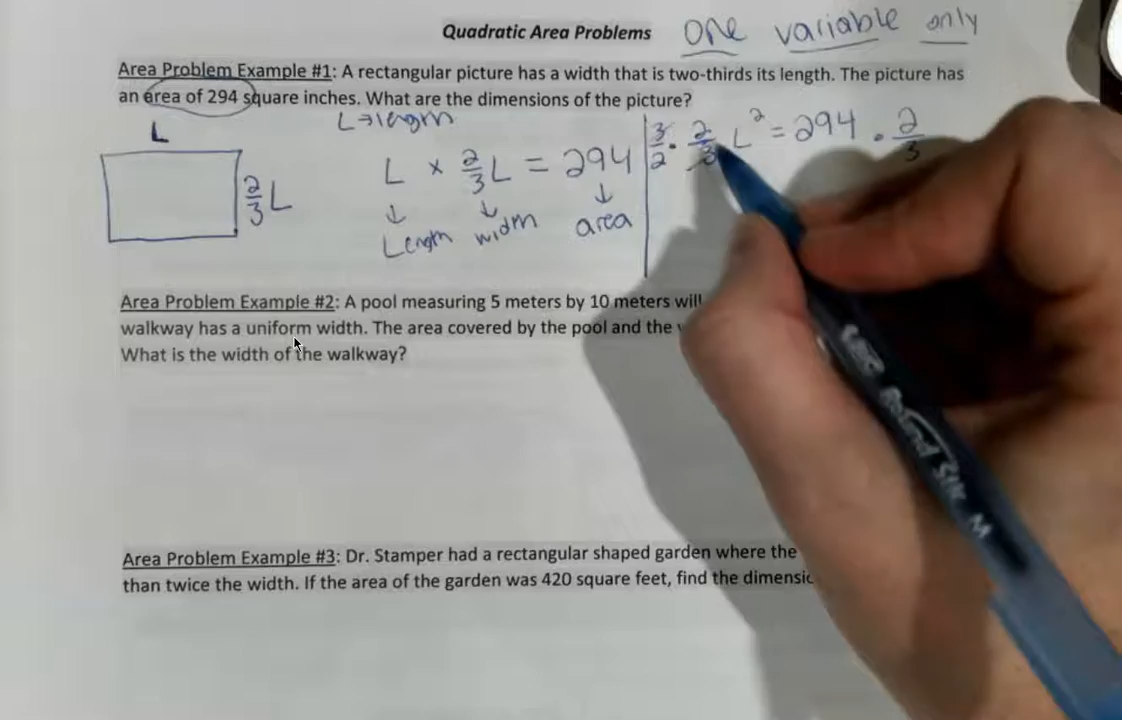 Quadratic Area Problems one variable only
Area Problem Example #1: A rectangular picture has a width that is two-thirds its length. The picture has
an area of 294 square inches. What are the dimensions of the picture?
L
L→length
2/3 L
L × 2/3 L = 294
↓ ↓ ↓
Length width area
3/2 · 2/3 L² = 294 · 2/3
Area Problem Example #2: A pool measuring 5 meters by 10 meters will
walkway has a uniform width. The area covered by the pool and the
What is the width of the walkway?
Area Problem Example #3: Dr. Stamper had a rectangular shaped garden where the
than twice the width. If the area of the garden was 420 square feet, find the
Round Stic M